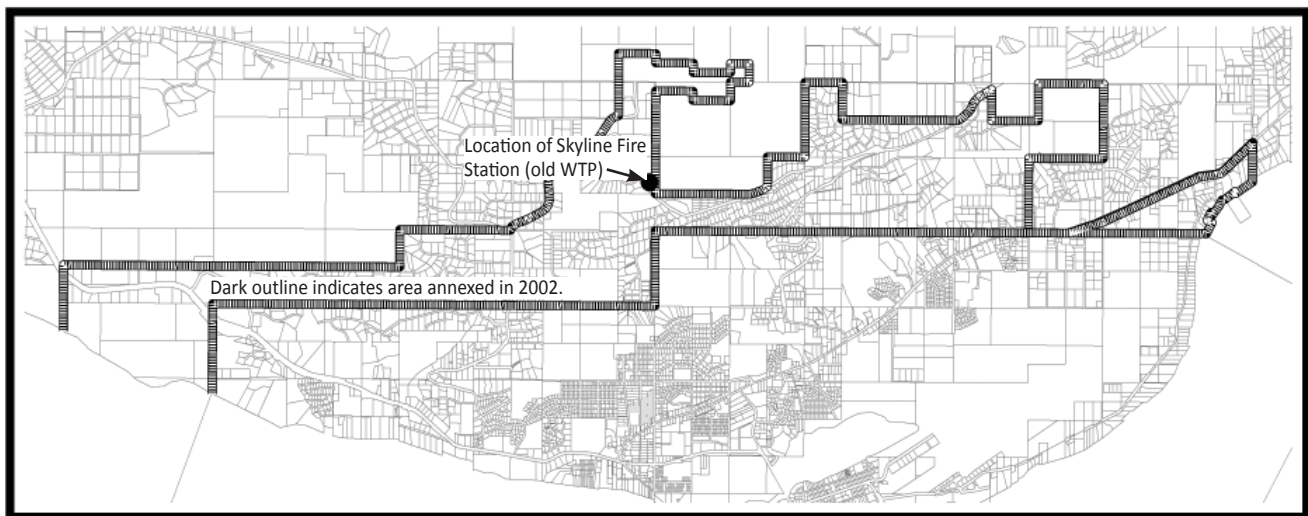 Location of Skyline Fire
Station (old WTP)
Dark outline indicates area annexed in 2002.